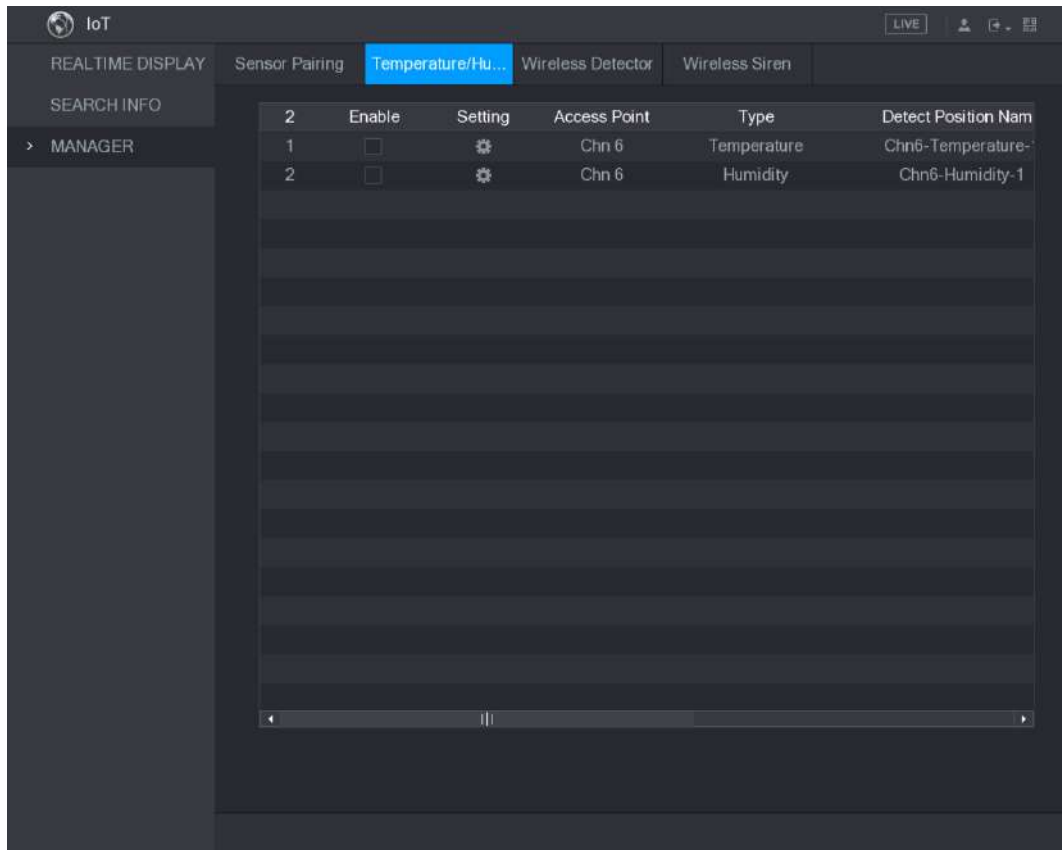 IoT LIVE
REALTIME DISPLAY
SEARCH INFO
MANAGER
Sensor Pairing Temperature/Hu... Wireless Detector Wireless Siren
2 Enable Setting Access Point Type Detect Position Nam
1 Chn 6 Temperature Chn6-Temperature-
2 Chn 6 Humidity Chn6-Humidity-1